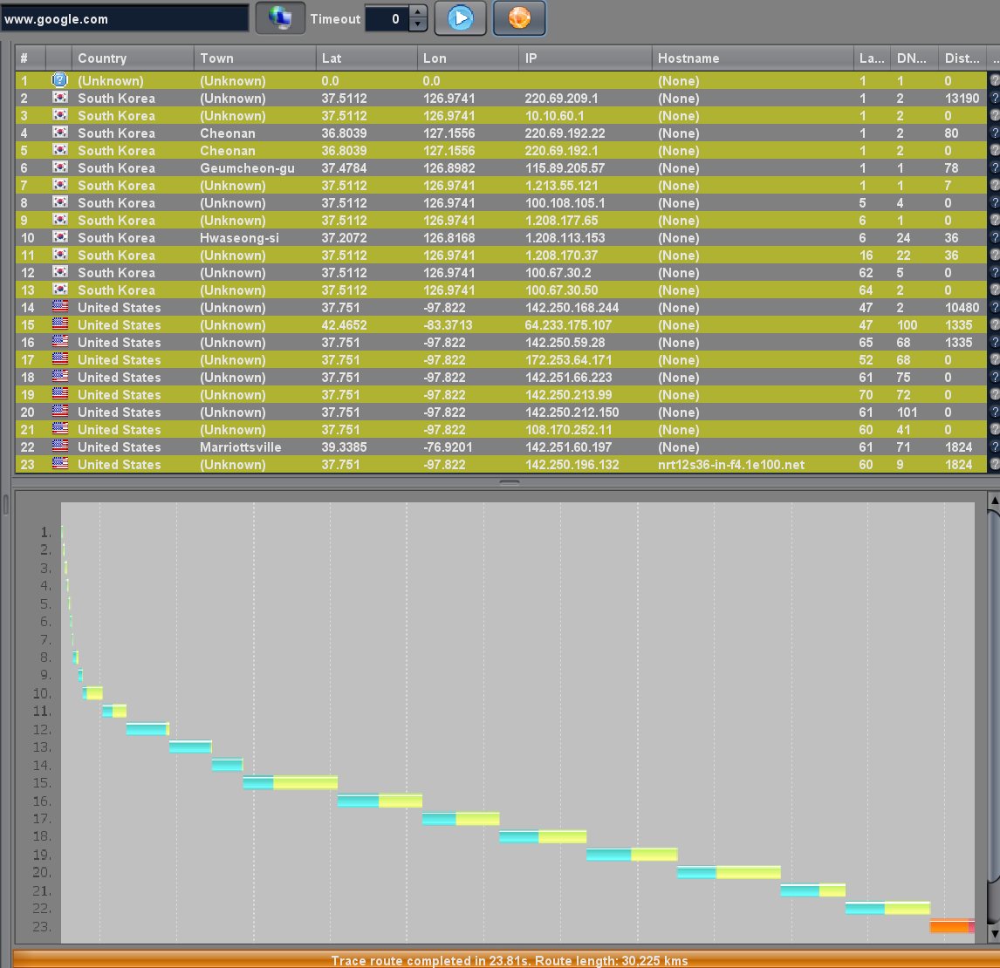 www.google.com Timeout 0
# Country Town Lat Lon IP Hostname La... DN... Dist... ..
1 (Unknown) (Unknown) 0.0 0.0 (None) 1 1 0
2 South Korea (Unknown) 37.5112 126.9741 220.69.209.1 (None) 1 2 13190
3 South Korea (Unknown) 37.5112 126.9741 10.10.60.1 (None) 1 2 0
4 South Korea Cheonan 36.8039 127.1556 220.69.192.22 (None) 1 2 80
5 South Korea Cheonan 36.8039 127.1556 220.69.192.1 (None) 1 2 0
6 South Korea Geumcheon-gu 37.4784 126.8982 115.89.205.57 (None) 1 1 78
7 South Korea (Unknown) 37.5112 126.9741 1.213.55.121 (None) 1 1 7
8 South Korea (Unknown) 37.5112 126.9741 100.108.105.1 (None) 5 4 0
9 South Korea (Unknown) 37.5112 126.9741 1.208.177.65 (None) 6 1 0
10 South Korea Hwaseong-si 37.2072 126.8168 1.208.113.153 (None) 6 24 36
11 South Korea (Unknown) 37.5112 126.9741 1.208.170.37 (None) 16 22 36
12 South Korea (Unknown) 37.5112 126.9741 100.67.30.2 (None) 62 5 0
13 South Korea (Unknown) 37.5112 126.9741 100.67.30.50 (None) 64 2 0
14 United States (Unknown) 37.751 -97.822 142.250.168.244 (None) 47 2 10480
15 United States (Unknown) 42.4652 -83.3713 64.233.175.107 (None) 47 100 1335
16 United States (Unknown) 37.751 -97.822 142.250.59.28 (None) 65 68 1335
17 United States (Unknown) 37.751 -97.822 172.253.64.171 (None) 52 68 0
18 United States (Unknown) 37.751 -97.822 142.251.66.223 (None) 61 75 0
19 United States (Unknown) 37.751 -97.822 142.250.213.99 (None) 70 72 0
20 United States (Unknown) 37.751 -97.822 142.250.212.150 (None) 61 101 0
21 United States (Unknown) 37.751 -97.822 108.170.252.11 (None) 60 41 0
22 United States Marriottsville 39.3385 -76.9201 142.251.60.197 (None) 61 71 1824
23 United States (Unknown) 37.751 -97.822 142.250.196.132 nrt12s36-in-f4.1e100.net 60 9 1824
1.
2.
3.
4.
5.
6.
7.
8.
9.
10.
11.
12.
13.
14.
15.
16.
17.
18.
19.
20.
21.
22.
23.
Trace route completed in 23.81s. Route length: 30,225 kms